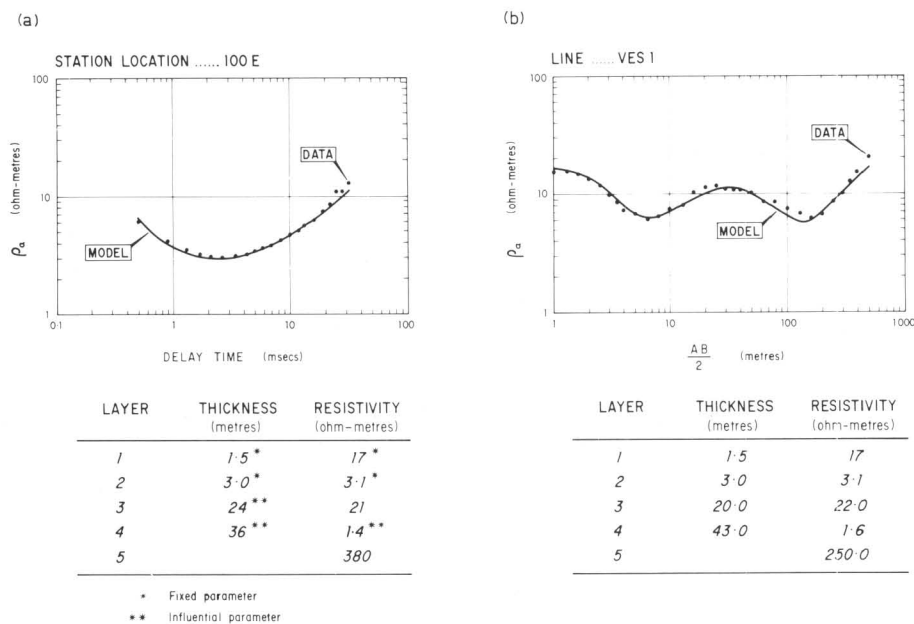 (a)
STATION LOCATION ...... 100 E
100
10
1
ρa (ohm-metres)
DATA
MODEL
0·1 1 10 100
DELAY TIME (msecs)
LAYER THICKNESS RESISTIVITY
(metres) (ohm-metres)
1 1·5 * 17 *
2 3·0 * 3·1 *
3 24 ** 21
4 36 ** 1·4 **
5 380
* Fixed parameter
** Influential parameter
(b)
LINE ...... VES 1
100
10
1
ρa (ohm-metres)
DATA
MODEL
1 10 100 1000
AB
2 (metres)
LAYER THICKNESS RESISTIVITY
(metres) (ohm-metres)
1 1·5 17
2 3·0 3·1
3 20·0 22·0
4 43·0 1·6
5 250·0